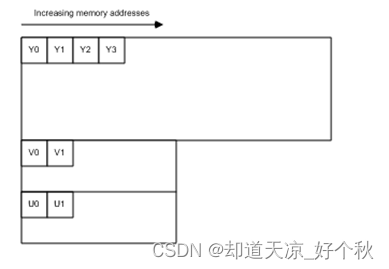 Increasing memory addresses
Y0 Y1 Y2 Y3
V0 V1
U0 U1
CSDN @却道天凉_好个秋